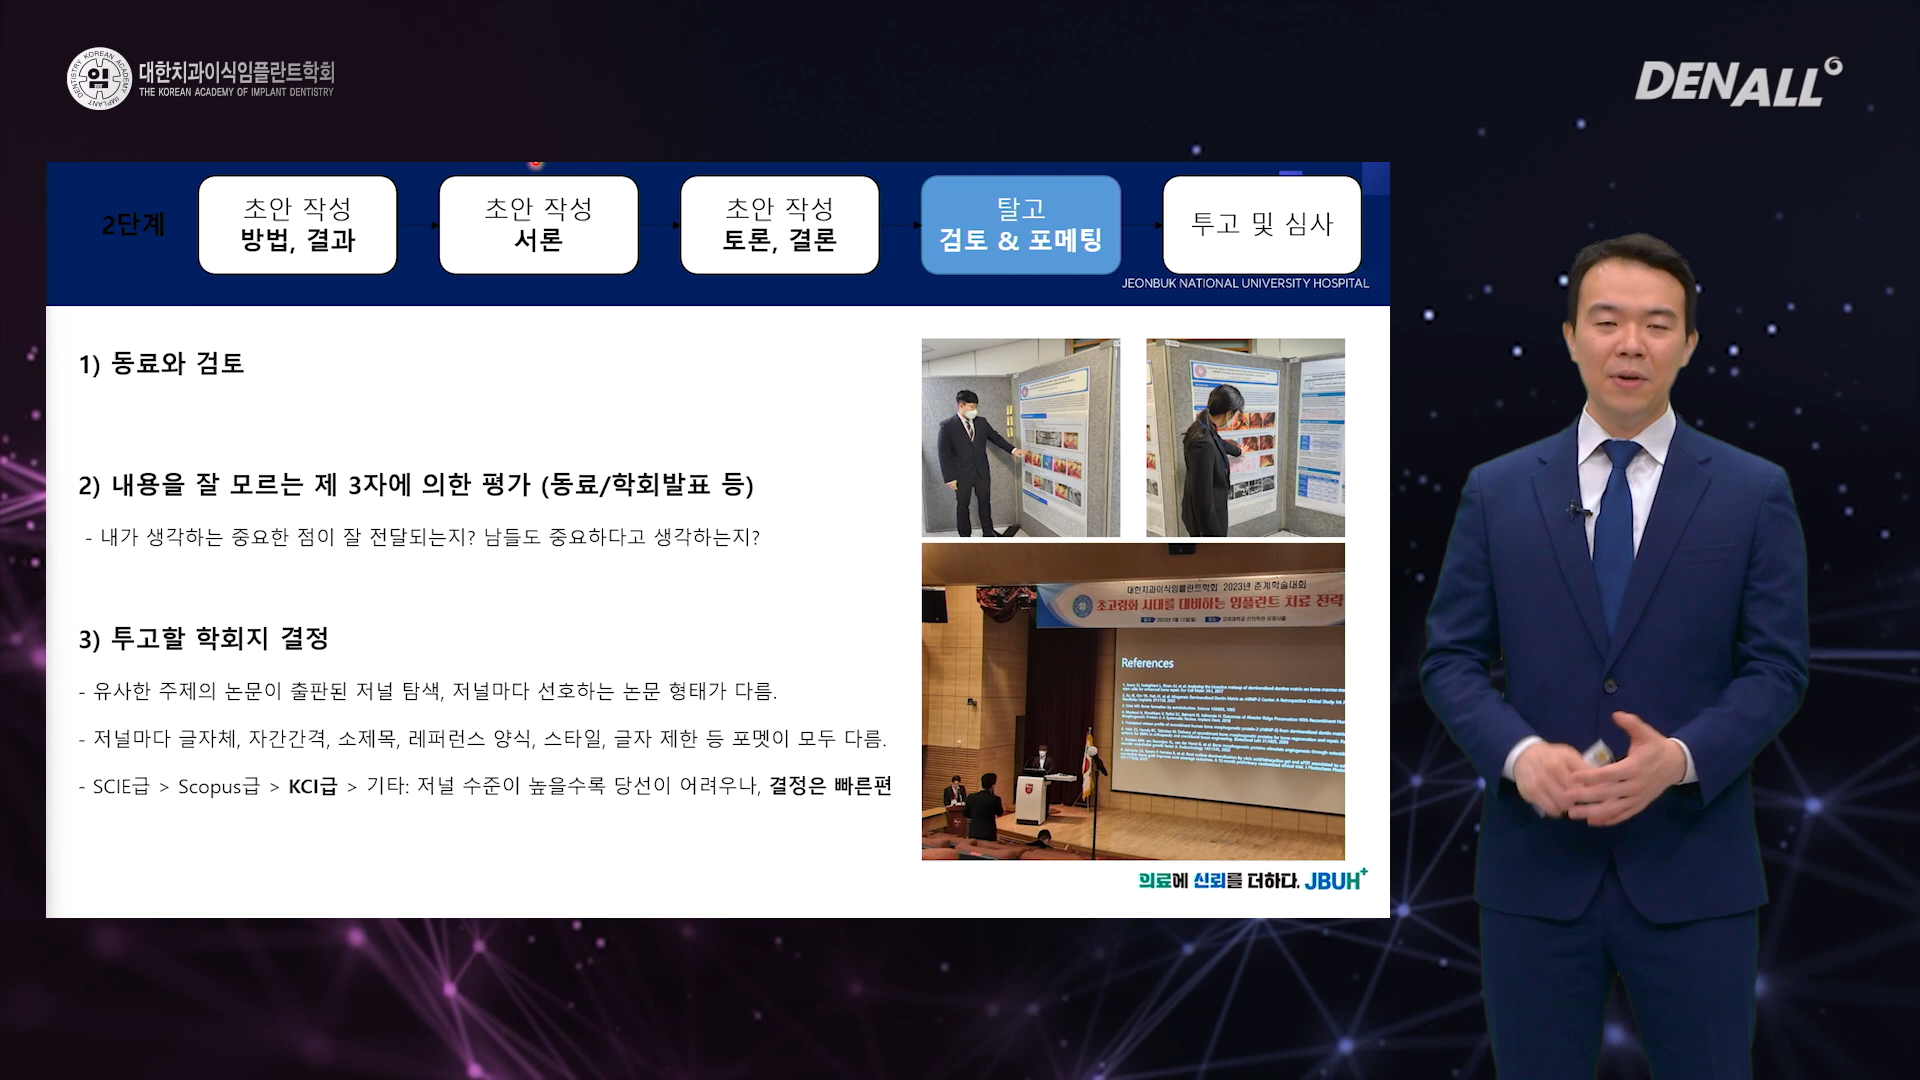 대한치과이식임플란트학회
THE KOREAN ACADEMY OF IMPLANT DENTISTRY
임
DENALL
2단계
초안 작성
방법, 결과
초안 작성
서론
초안 작성
토론, 결론
탈고
검토 & 포메팅
투고 및 심사
JEONBUK NATIONAL UNIVERSITY HOSPITAL
1) 동료와 검토
2) 내용을 잘 모르는 제 3자에 의한 평가 (동료/학회발표 등)
- 내가 생각하는 중요한 점이 잘 전달되는지? 남들도 중요하다고 생각하는지?
3) 투고할 학회지 결정
- 유사한 주제의 논문이 출판된 저널 탐색, 저널마다 선호하는 논문 형태가 다름.
- 저널마다 글자체, 자간간격, 소제목, 레퍼런스 양식, 스타일, 글자 제한 등 포멧이 모두 다름.
- SCIE급 > Scopus급 > KCI급 > 기타: 저널 수준이 높을수록 당선이 어려우나, 결정은 빠른편
대한치과이식임플란트학회 2023년 춘계학술대회
초고령화 시대를 대비하는 임플란트 치료 전략
References
의료에 신뢰를 더하다. JBUH+